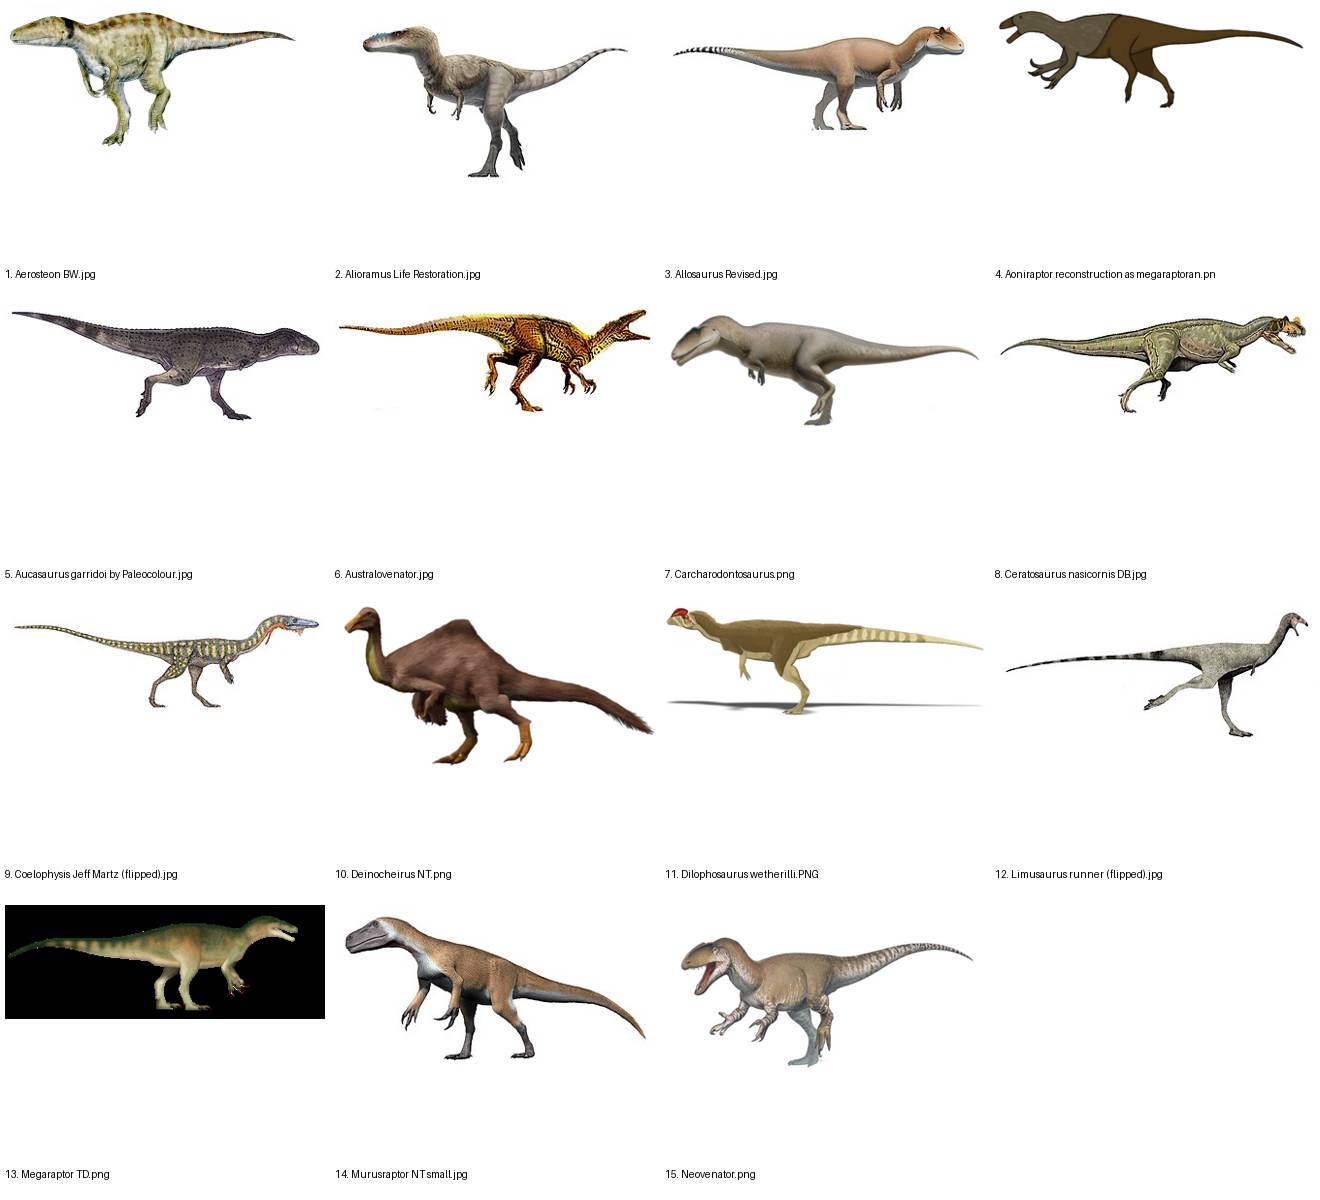 1. Aerosteon BW.jpg
2. Alioramus Life Restoration.jpg
3. Allosaurus Revised.jpg
4. Aoniraptor reconstruction as megaraptoran.pn
5. Aucasaurus garridoi by Paleocolour.jpg
6. Australovenator.jpg
7. Carcharodontosaurus.png
8. Ceratosaurus nasicornis DB.jpg
9. Coelophysis Jeff Martz (flipped).jpg
10. Deinocheirus NT.png
11. Dilophosaurus wetherilli.PNG
12. Limusaurus runner (flipped).jpg
13. Megaraptor TD.png
14. Murusraptor NT small.jpg
15. Neovenator.png